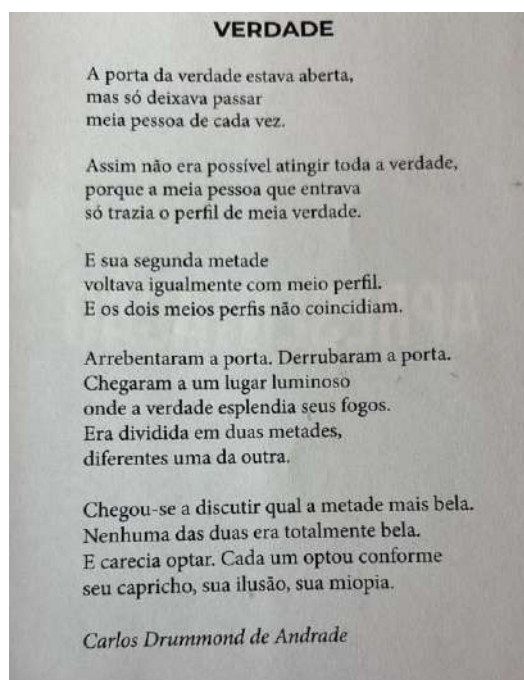 VERDADE
A porta da verdade estava aberta,
mas só deixava passar
meia pessoa de cada vez.
Assim não era possível atingir toda a verdade,
porque a meia pessoa que entrava
só trazia o perfil de meia verdade.
E sua segunda metade
voltava igualmente com meio perfil.
E os dois meios perfis não coincidiam.
Arrebentaram a porta. Derrubaram a porta.
Chegaram a um lugar luminoso
onde a verdade esplendia seus fogos.
Era dividida em duas metades,
diferentes uma da outra.
Chegou-se a discutir qual a metade mais bela.
Nenhuma das duas era totalmente bela.
E carecia optar. Cada um optou conforme
seu capricho, sua ilusão, sua miopia.
Carlos Drummond de Andrade